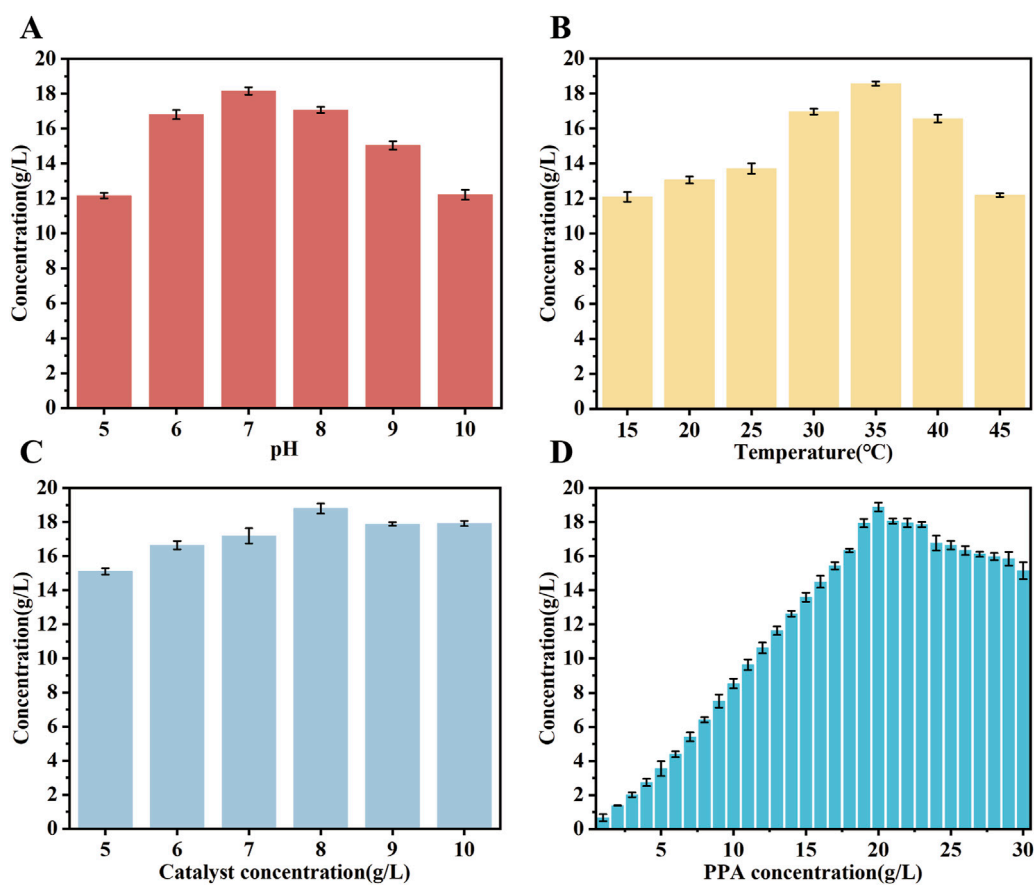 A
B
20
18
16
14
12
10
8
6
4
2
0
Concentration(g/L)
5 6 7 8 9 10
pH
20
18
16
14
12
10
8
6
4
2
0
Concentration(g/L)
15 20 25 30 35 40 45
Temperature(℃)
C
D
20
18
16
14
12
10
8
6
4
2
0
Concentration(g/L)
5 6 7 8 9 10
Catalyst concentration(g/L)
20
18
16
14
12
10
8
6
4
2
0
Concentration(g/L)
5 10 15 20 25 30
PPA concentration(g/L)